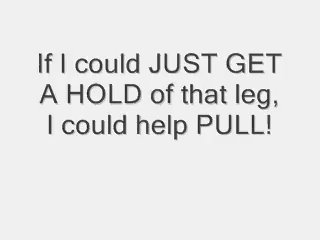 If I could JUST GET
A HOLD of that leg,
I could help PULL!